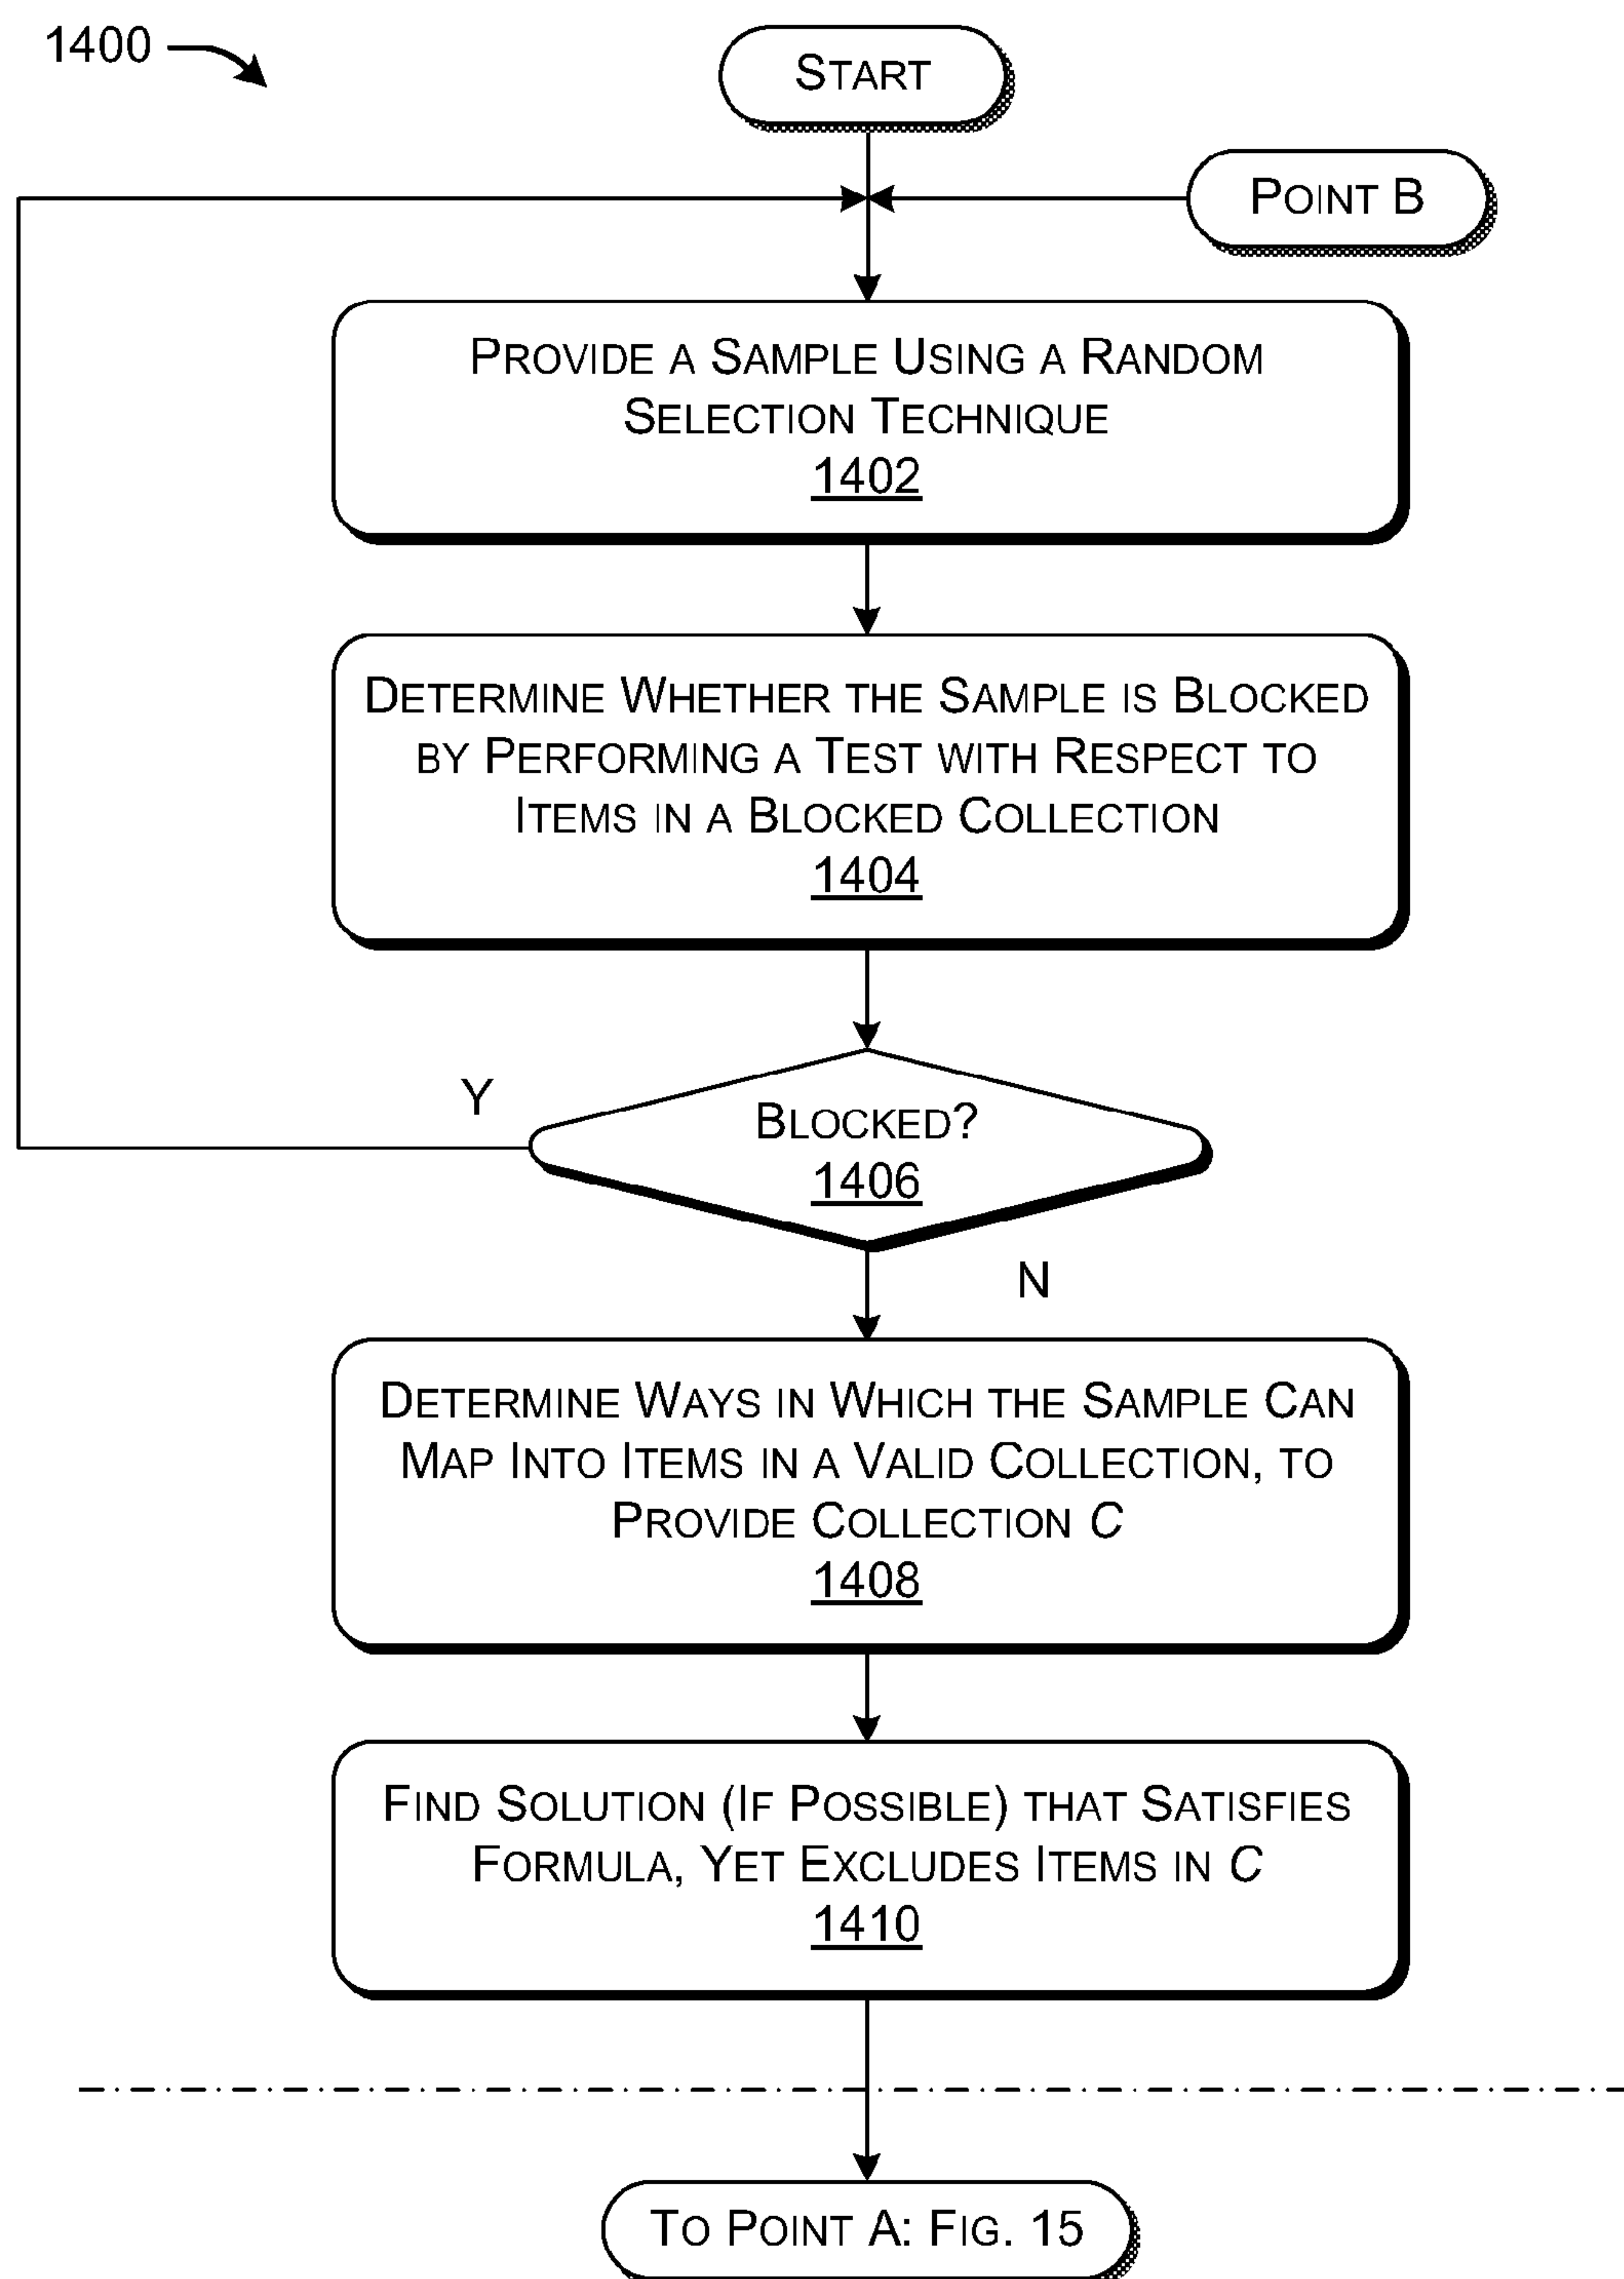 1400
START
POINT B
PROVIDE A SAMPLE USING A RANDOM
SELECTION TECHNIQUE
1402
DETERMINE WHETHER THE SAMPLE IS BLOCKED
BY PERFORMING A TEST WITH RESPECT TO
ITEMS IN A BLOCKED COLLECTION
1404
Y
BLOCKED?
1406
N
DETERMINE WAYS IN WHICH THE SAMPLE CAN
MAP INTO ITEMS IN A VALID COLLECTION, TO
PROVIDE COLLECTION C
1408
FIND SOLUTION (IF POSSIBLE) THAT SATISFIES
FORMULA, YET EXCLUDES ITEMS IN C
1410
TO POINT A: FIG. 15